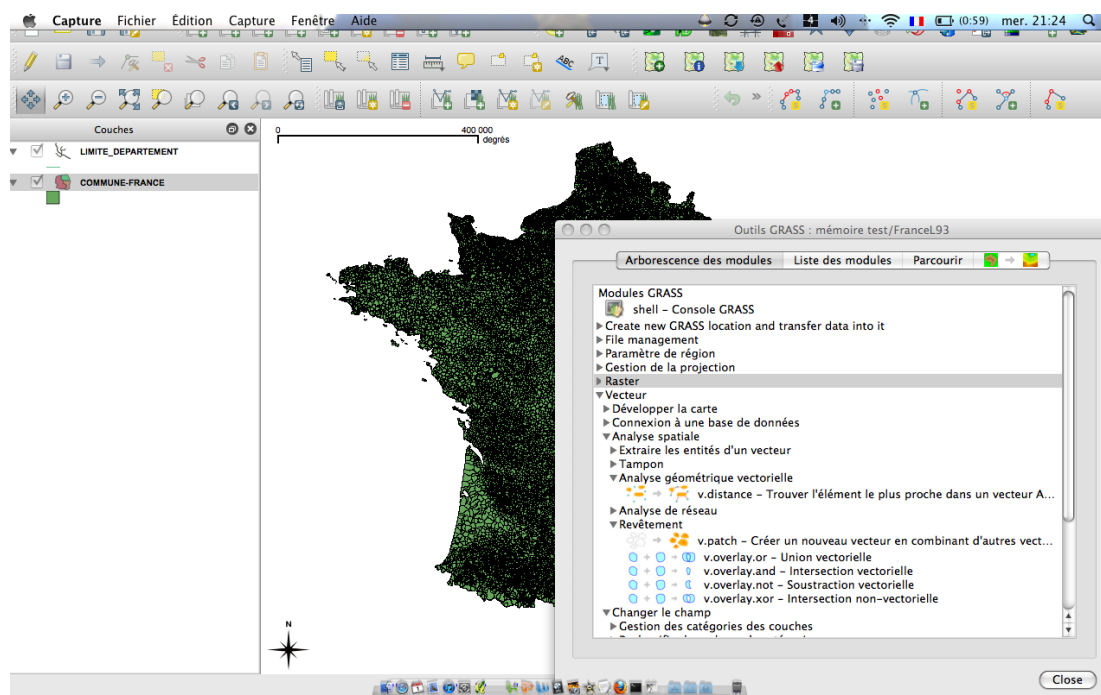 Capture Fichier Édition Capture Fenêtre Aide 4 (0:59) mer. 21:24
T
Couches
LIMITE_DEPARTEMENT
COMMUNE-FRANCE
0 400 000
degrés
N
Outils GRASS : mémoire test/FranceL93
Arborescence des modules Liste des modules Parcourir
Modules GRASS
shell – Console GRASS
Create new GRASS location and transfer data into it
File management
Paramètre de région
Gestion de la projection
Raster
Vecteur
Développer la carte
Connexion à une base de données
Analyse spatiale
Extraire les entités d'un vecteur
Tampon
Analyse géométrique vectorielle
v.distance – Trouver l'élément le plus proche dans un vecteur A...
Analyse de réseau
Revêtement
v.patch – Créer un nouveau vecteur en combinant d'autres vect...
v.overlay.or – Union vectorielle
v.overlay.and – Intersection vectorielle
v.overlay.not – Soustraction vectorielle
v.overlay.xor – Intersection non-vectorielle
Changer le champ
Gestion des catégories des couches
Close